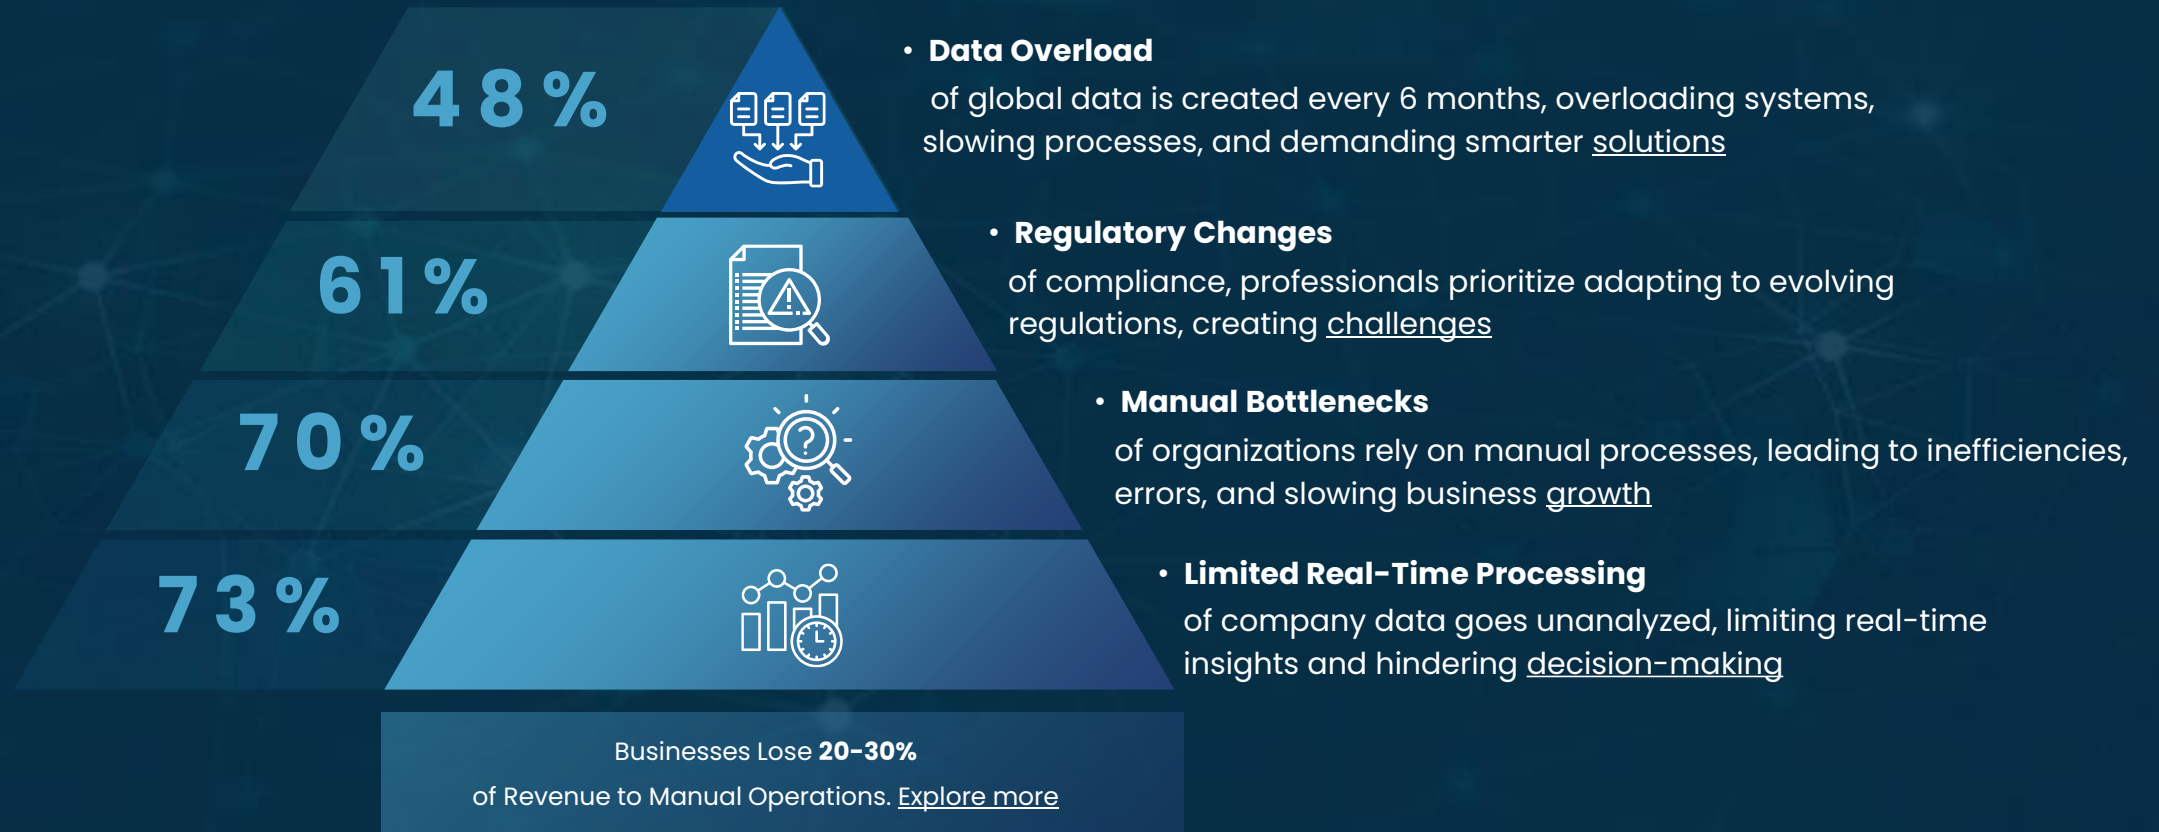 48%
• Data Overload
of global data is created every 6 months, overloading systems,
slowing processes, and demanding smarter solutions
61%
• Regulatory Changes
of compliance, professionals prioritize adapting to evolving
regulations, creating challenges
70%
• Manual Bottlenecks
of organizations rely on manual processes, leading to inefficiencies,
errors, and slowing business growth
73%
• Limited Real-Time Processing
of company data goes unanalyzed, limiting real-time
insights and hindering decision-making
Businesses Lose 20-30%
of Revenue to Manual Operations. Explore more